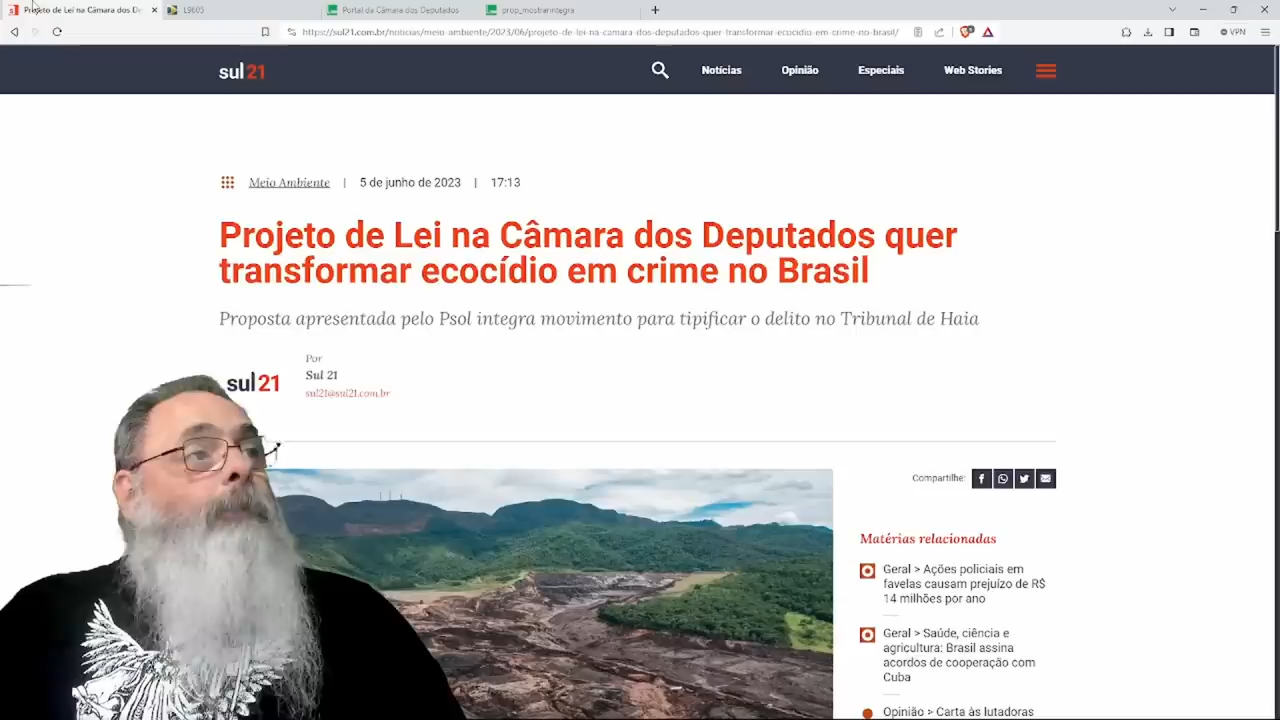 Projeto de Lei na Câmara dos De
L9605
Portal da Câmara dos Deputados
prop_mostrarintegra
https://sul21.com.br/noticias/meio-ambiente/2023/06/projeto-de-lei-na-camara-dos-deputados-quer-transformar-ecocidio-em-crime-no-brasil/
VPN
sul21
Notícias
Opinião
Especiais
Web Stories
Meio Ambiente | 5 de junho de 2023 | 17:13
Projeto de Lei na Câmara dos Deputados quer
transformar ecocídio em crime no Brasil
Proposta apresentada pelo Psol integra movimento para tipificar o delito no Tribunal de Haia
sul21
Por
Sul 21
sul21@sul21.com.br
Compartilhe:
Matérias relacionadas
Geral > Ações policiais em
favelas causam prejuízo de R$
14 milhões por ano
Geral > Saúde, ciência e
agricultura: Brasil assina
acordos de cooperação com
Cuba
Opinião > Carta às lutadoras